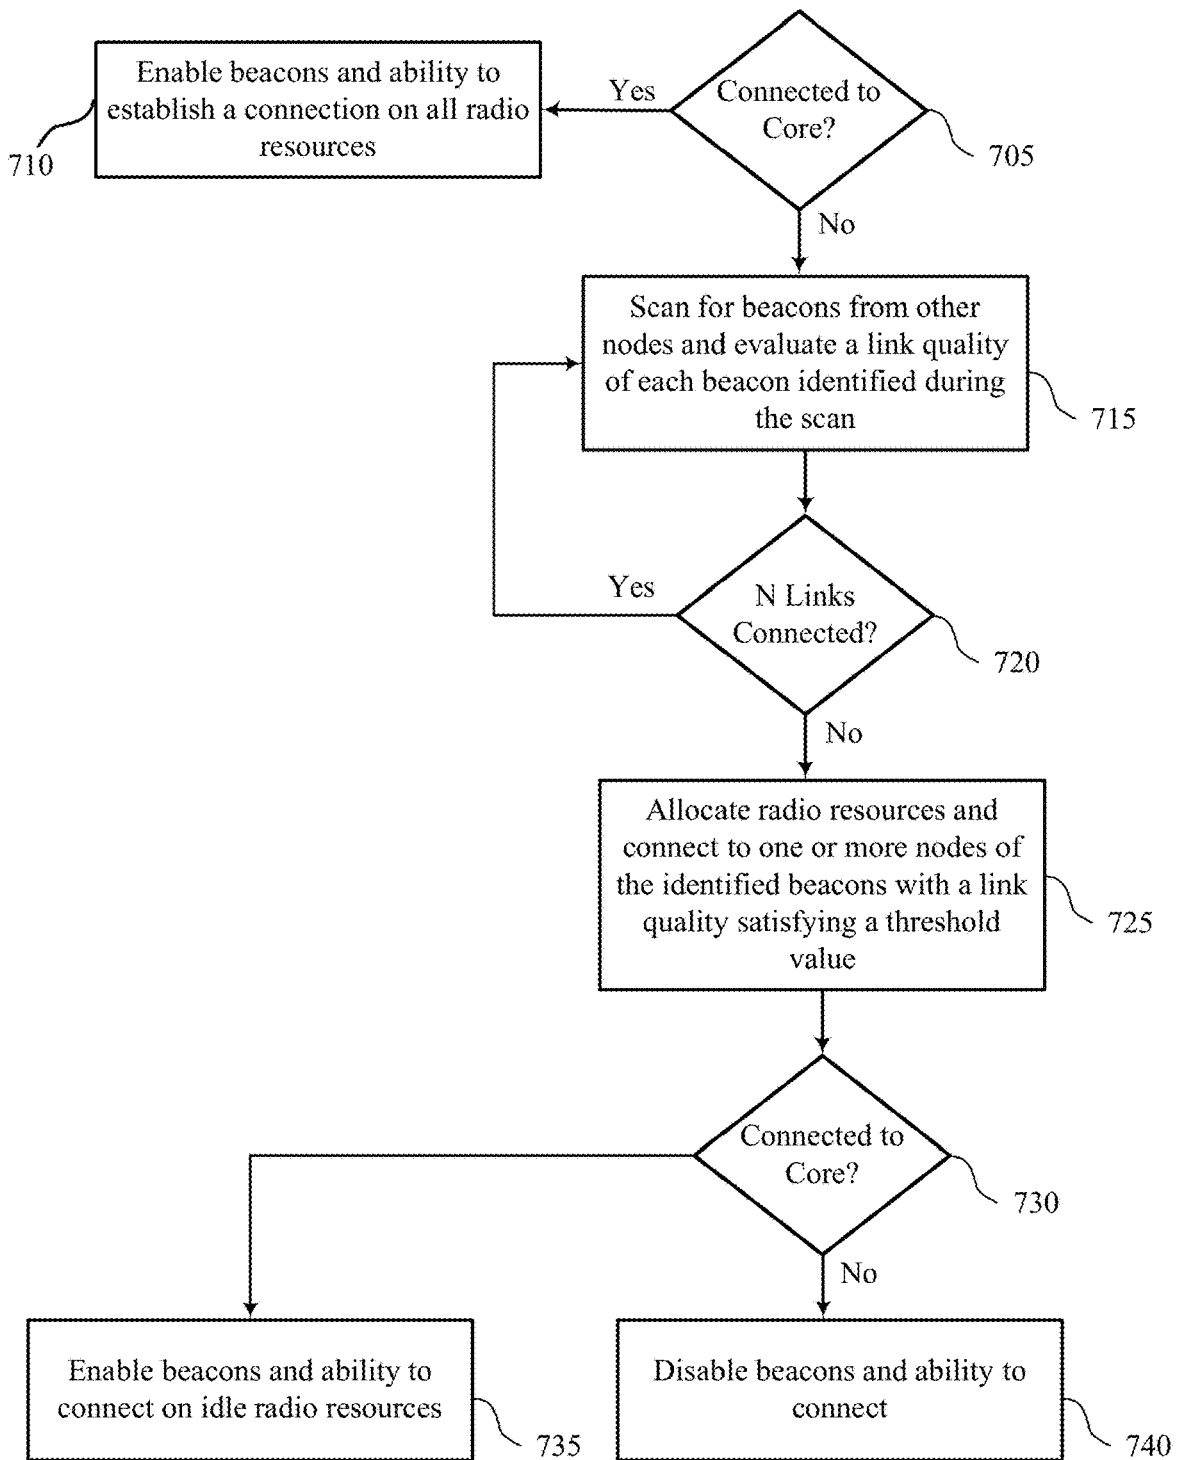 Enable beacons and ability to
establish a connection on all radio
resources
710
Yes
Connected to
Core?
705
No
Scan for beacons from other
nodes and evaluate a link quality
of each beacon identified during
the scan
715
Yes
N Links
Connected?
720
No
Allocate radio resources and
connect to one or more nodes of
the identified beacons with a link
quality satisfying a threshold
value
725
Connected to
Core?
730
No
Enable beacons and ability to
connect on idle radio resources
735
Disable beacons and ability to
connect
740